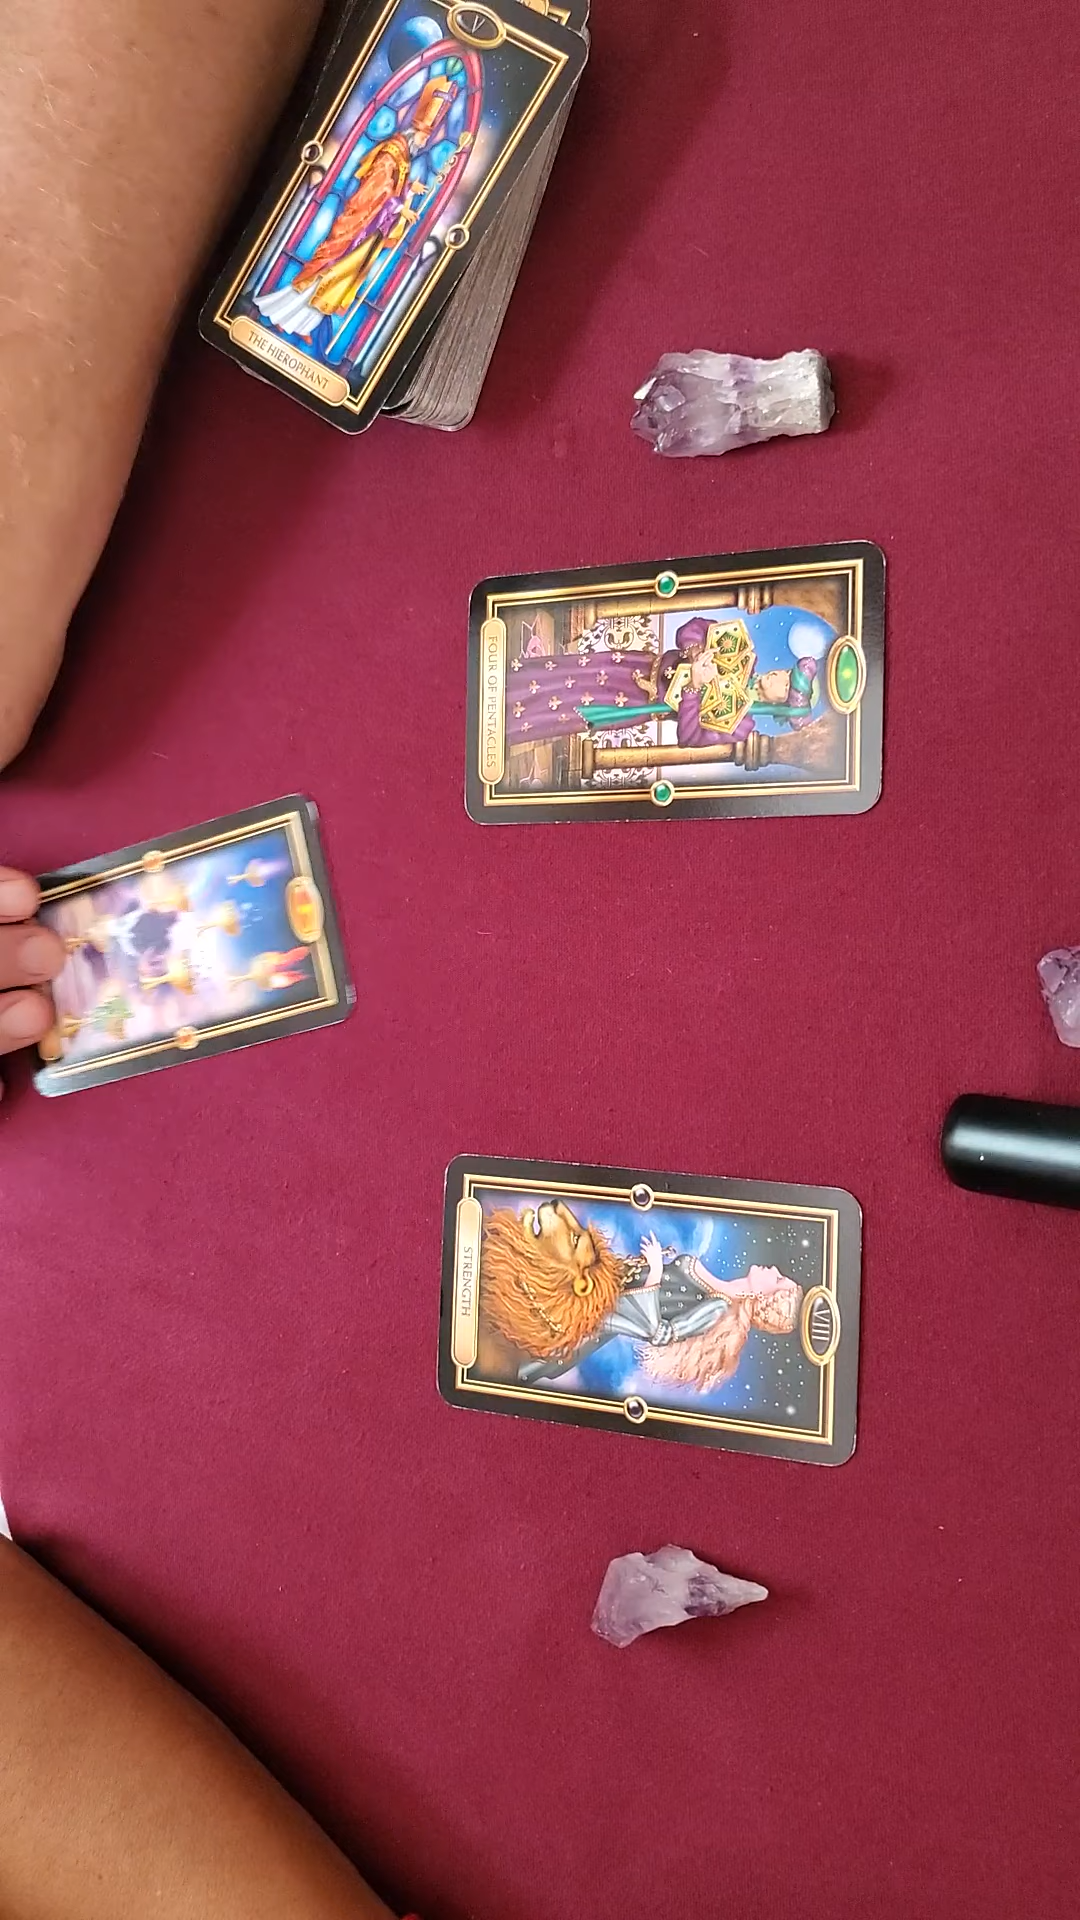 V
THE HIEROPHANT
FOUR OF PENTACLES
VIII
STRENGTH